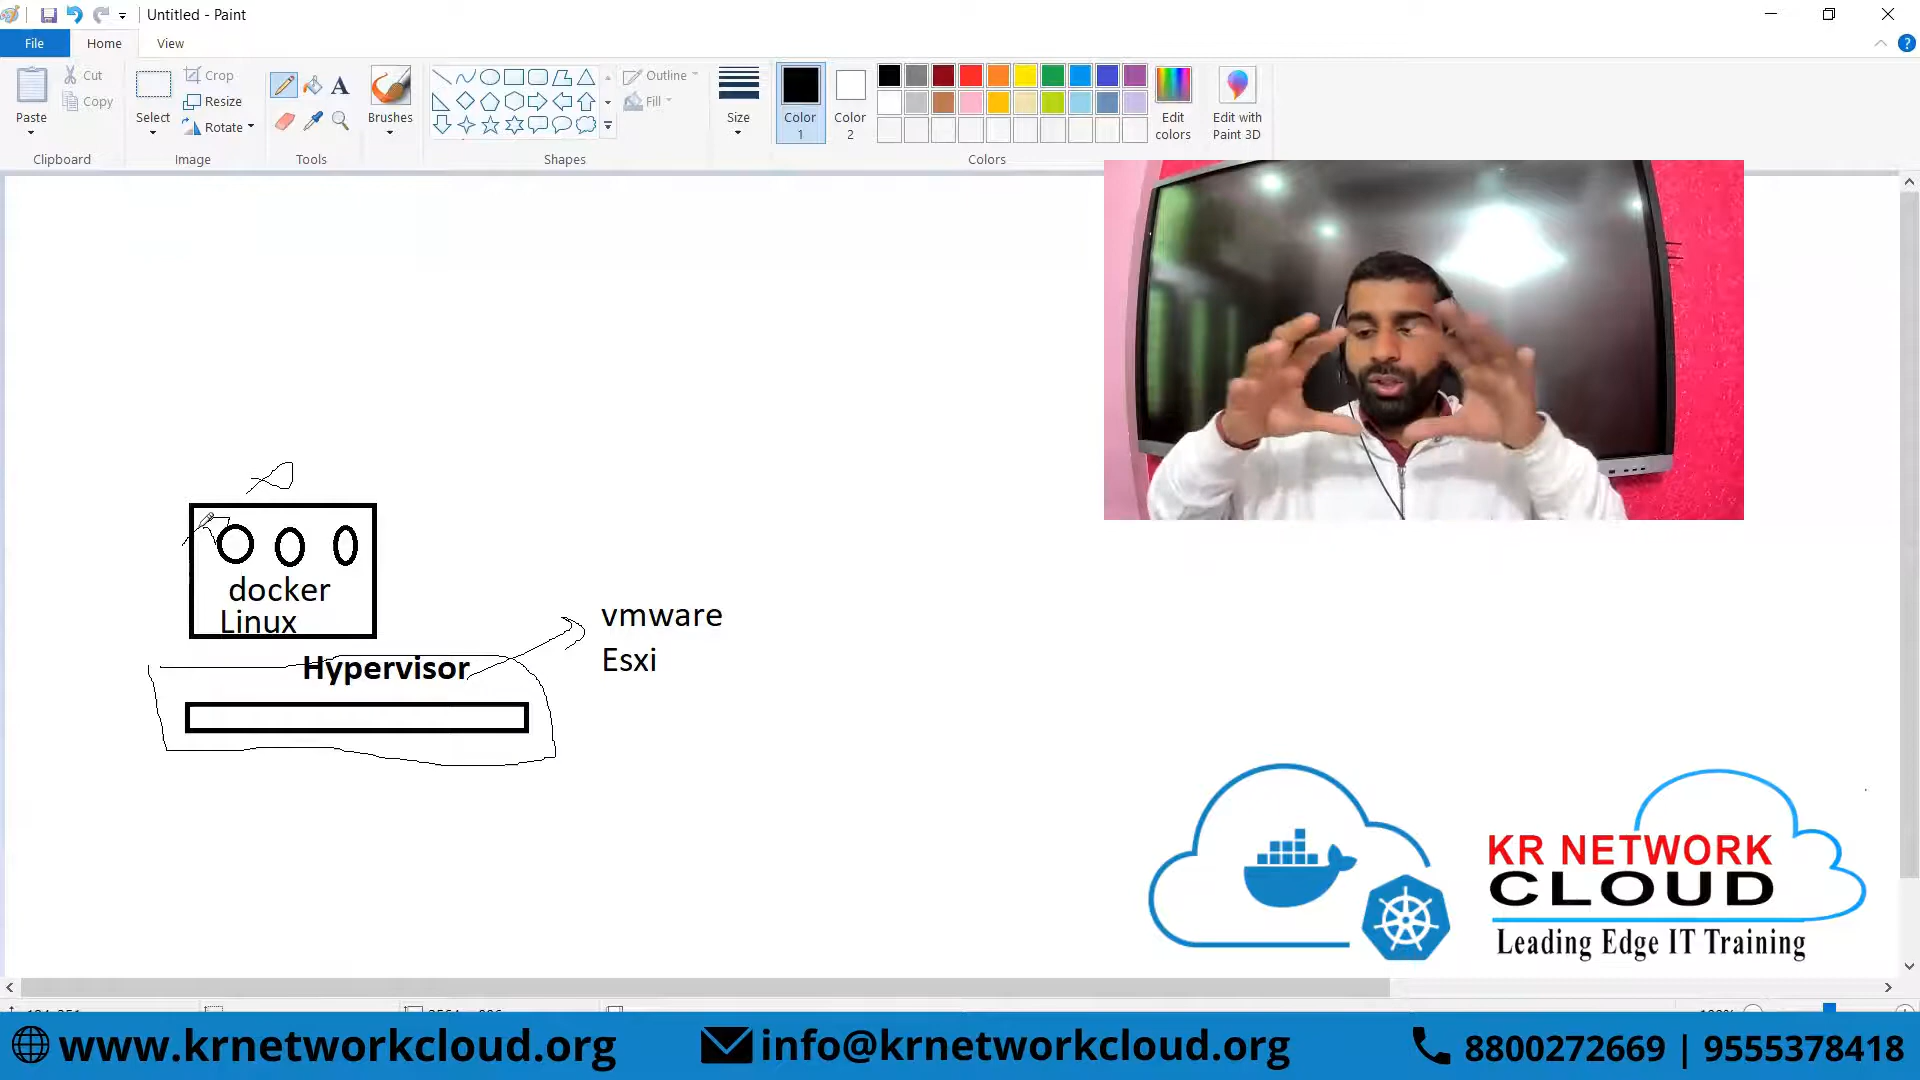 Untitled - Paint
File Home View
Cut
Copy
Paste
Clipboard
Crop
Resize
Rotate
Select
Image
Tools
Brushes
Outline
Fill
Shapes
Size
Color 1
Color 2
Edit colors
Edit with Paint 3D
Colors
docker
Linux
Hypervisor
vmware
Esxi
KR NETWORK
CLOUD
Leading Edge IT Training
www.krnetworkcloud.org info@krnetworkcloud.org 8800272669 | 9555378418